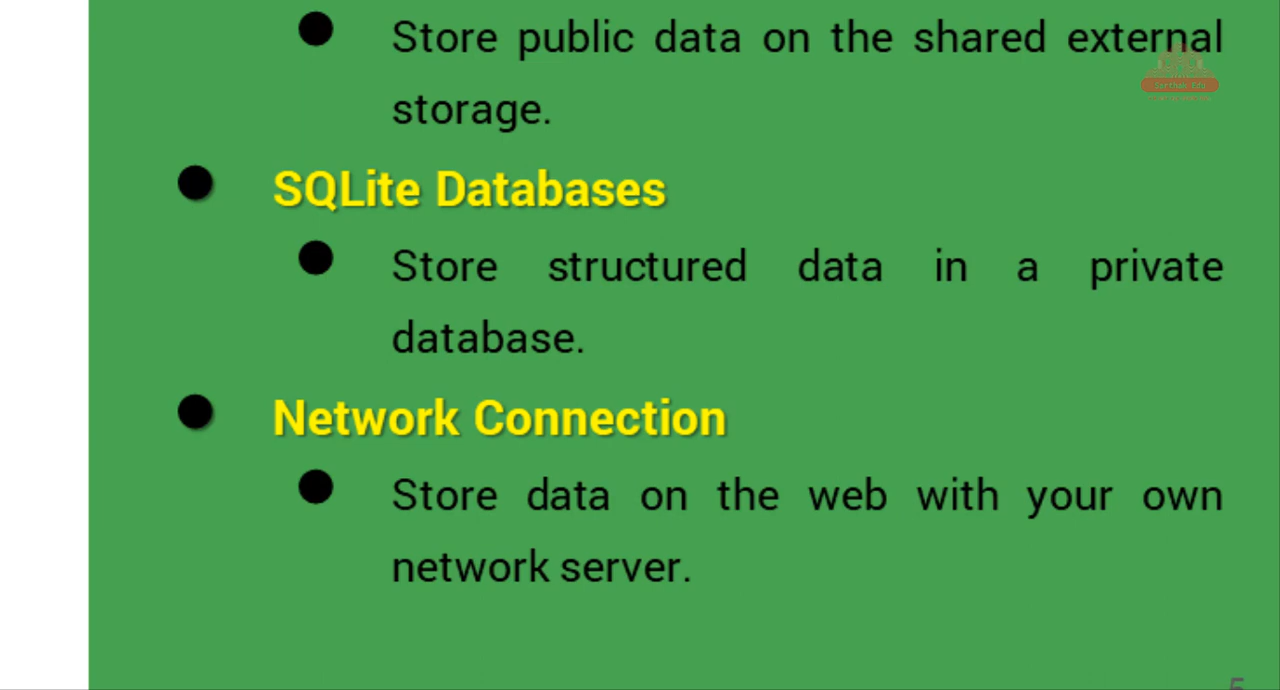 Store public data on the shared external
storage.
SQLite Databases
Store structured data in a private
database.
Network Connection
Store data on the web with your own
network server.